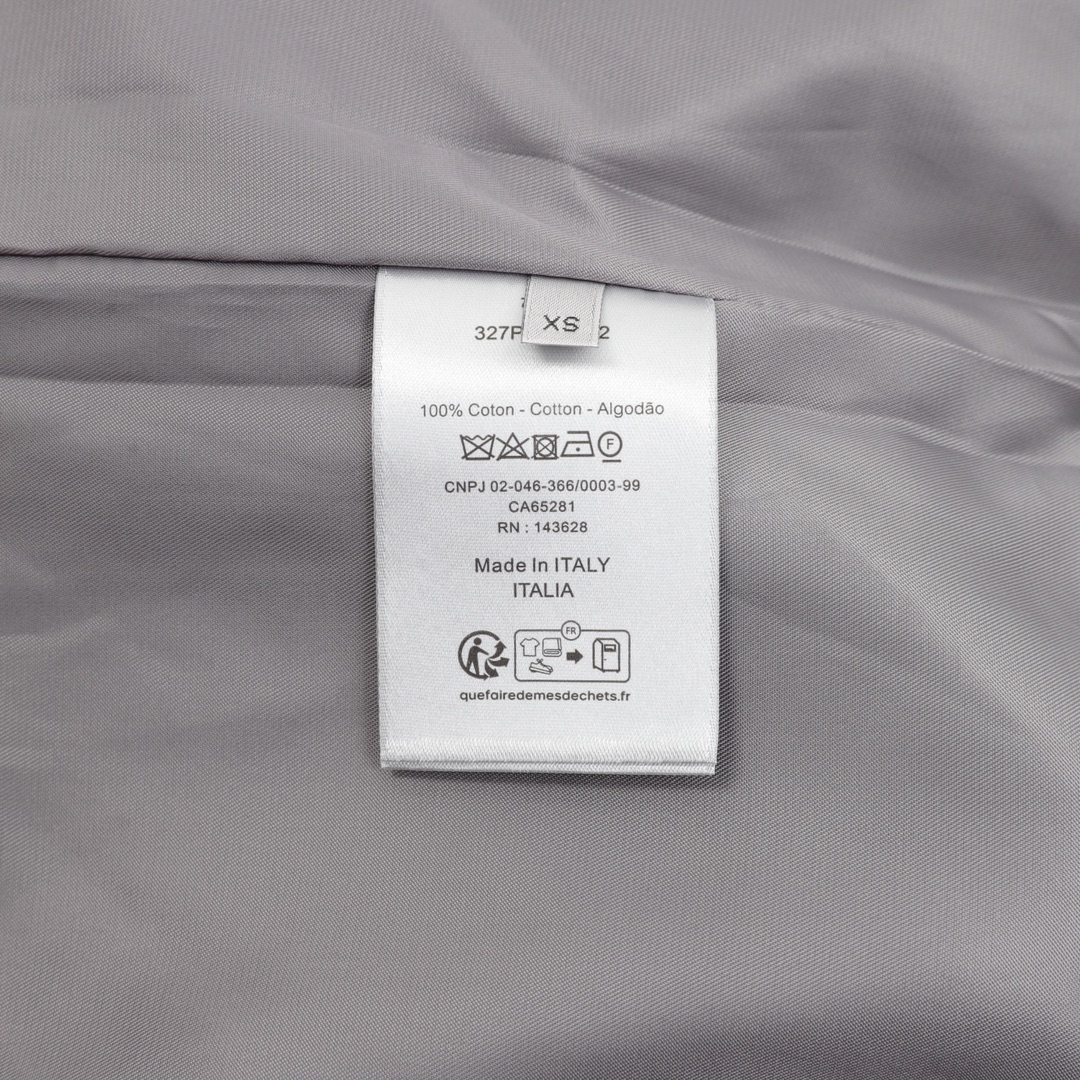 XS
327P 2
100% Coton - Cotton - Algodão
F
CNPJ 02-046-366/0003-99
CA65281
RN : 143628
Made In ITALY
ITALIA
FR
quefairedemesdechets.fr